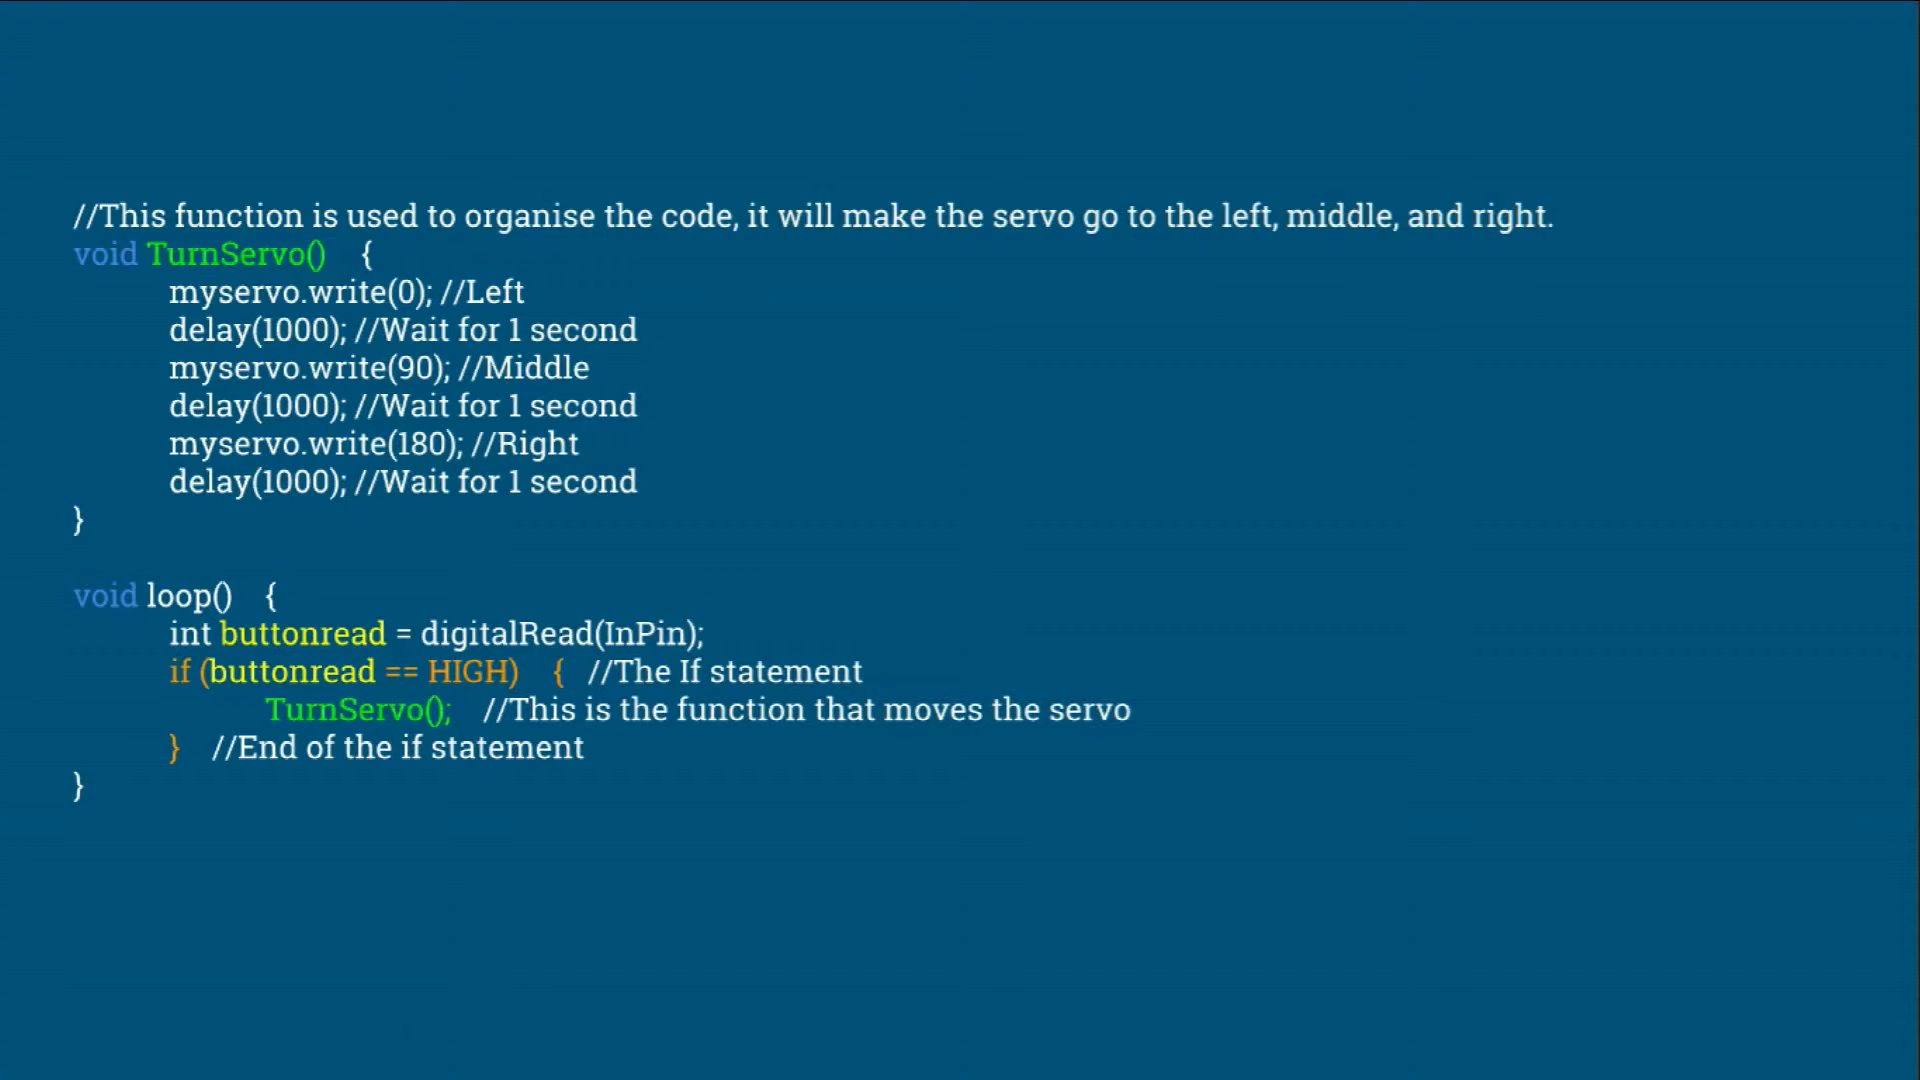 //This function is used to organise the code, it will make the servo go to the left, middle, and right.
void TurnServo() {
myservo.write(0); //Left
delay(1000); //Wait for 1 second
myservo.write(90); //Middle
delay(1000); //Wait for 1 second
myservo.write(180); //Right
delay(1000); //Wait for 1 second
}
void loop() {
int buttonread = digitalRead(InPin);
if (buttonread == HIGH) { //The If statement
TurnServo(); //This is the function that moves the servo
} //End of the if statement
}